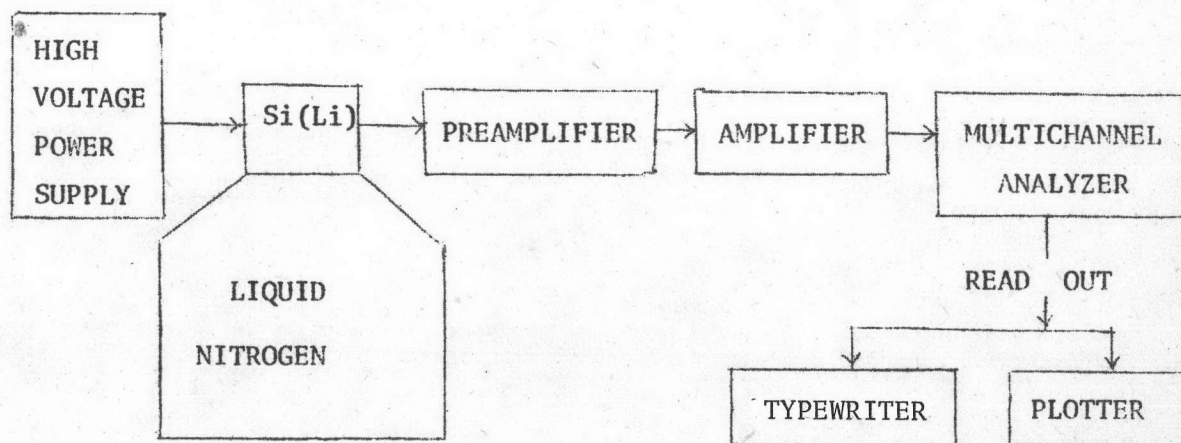 HIGH
VOLTAGE
POWER
SUPPLY
Si(Li)
PREAMPLIFIER
AMPLIFIER
MULTICHANNEL
ANALYZER
LIQUID
NITROGEN
READ OUT
TYPEWRITER
PLOTTER